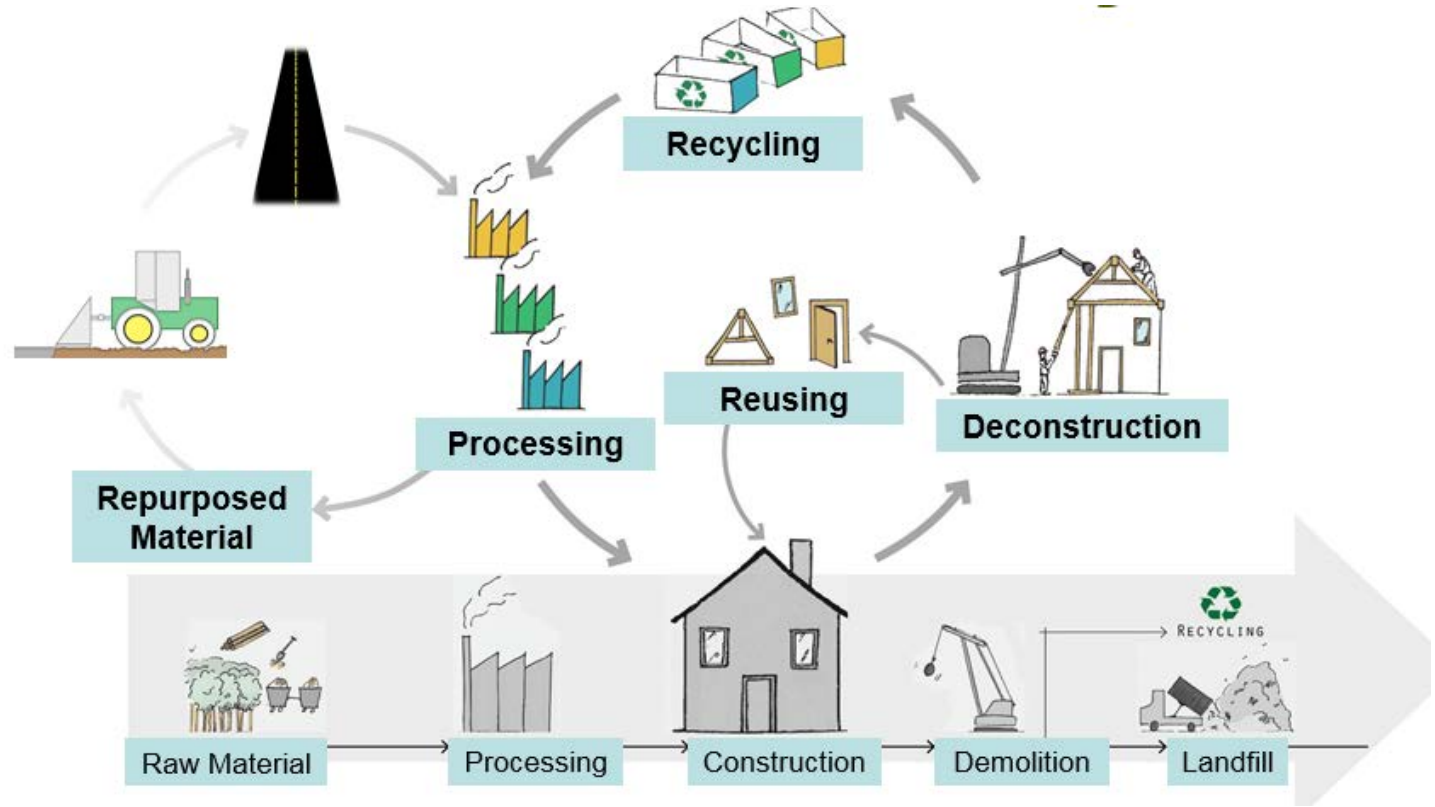 Recycling
Reusing
Deconstruction
Processing
Repurposed
Material
RECYCLING
Raw Material
Processing
Construction
Demolition
Landfill